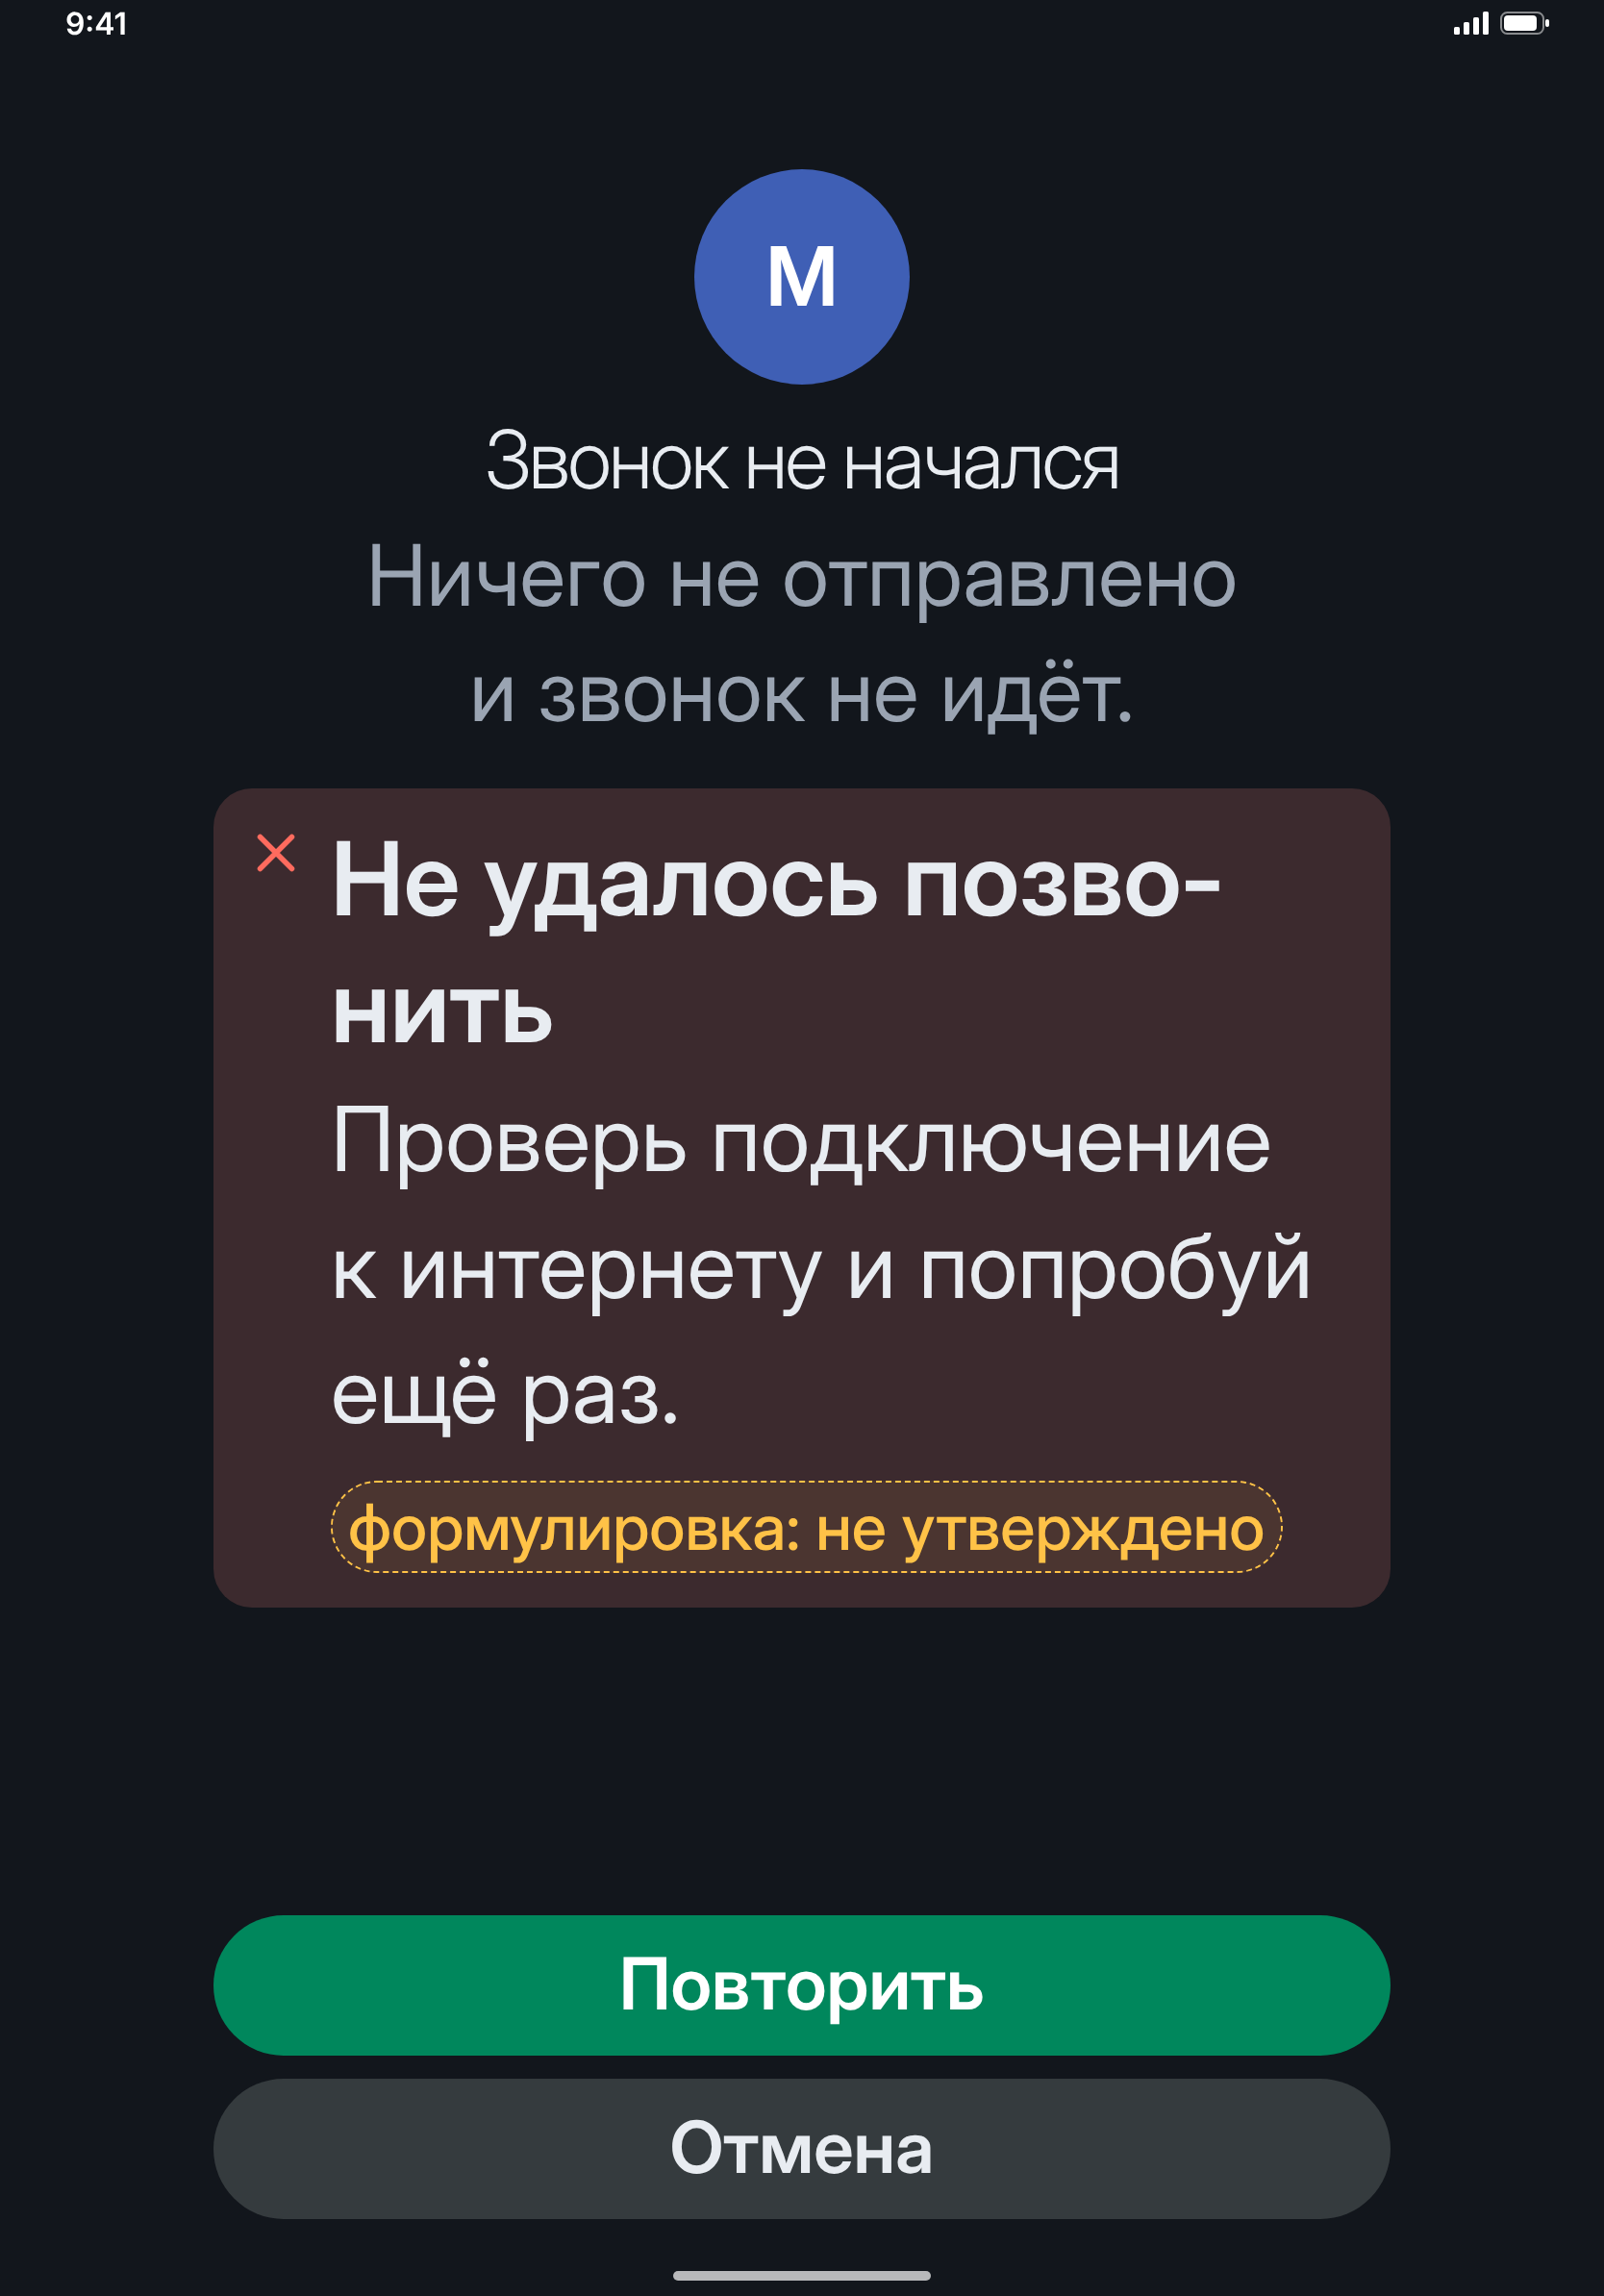 9:41
М
Звонок не начался
Ничего не отправлено
и звонок не идёт.
Не удалось позво-
нить
Проверь подключение
к интернету и попробуй
ещё раз.
формулировка: не утверждено
Повторить
Отмена